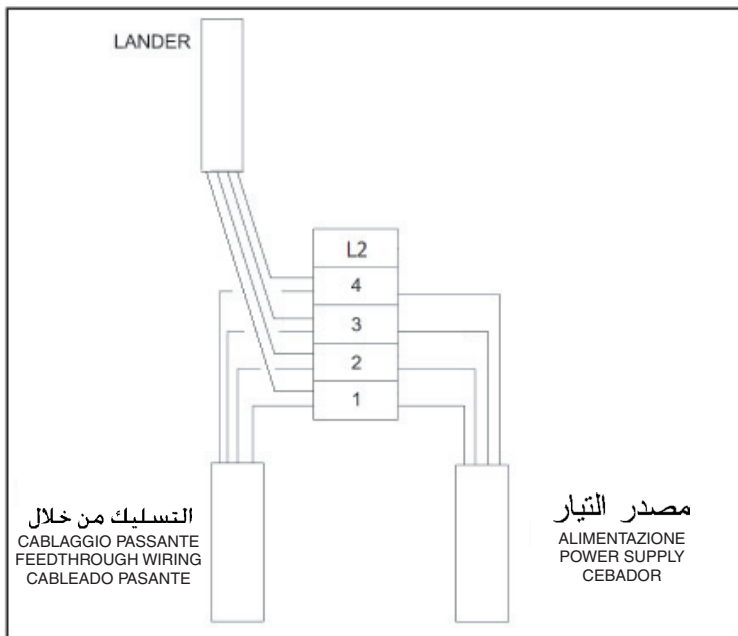 LANDER
L2
4
3
2
1
التسليك من خلال
CABLAGGIO PASSANTE
FEEDTHROUGH WIRING
CABLEADO PASANTE
مصدر التيار
ALIMENTAZIONE
POWER SUPPLY
CEBADOR